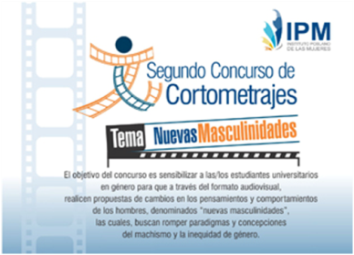 IPM
INSTITUTO POBLANO
DE LAS MUJERES
Segundo Concurso de
Cortometrajes
Tema Nuevas Masculinidades
El objetivo del concurso es sensibilizar a las/los estudiantes universitarios
en género para que a través del formato audiovisual,
realicen propuestas de cambios en los pensamientos y comportamientos
de los hombres, denominados "nuevas masculinidades",
las cuales, buscan romper paradigmas y concepciones
del machismo y la inequidad de género.